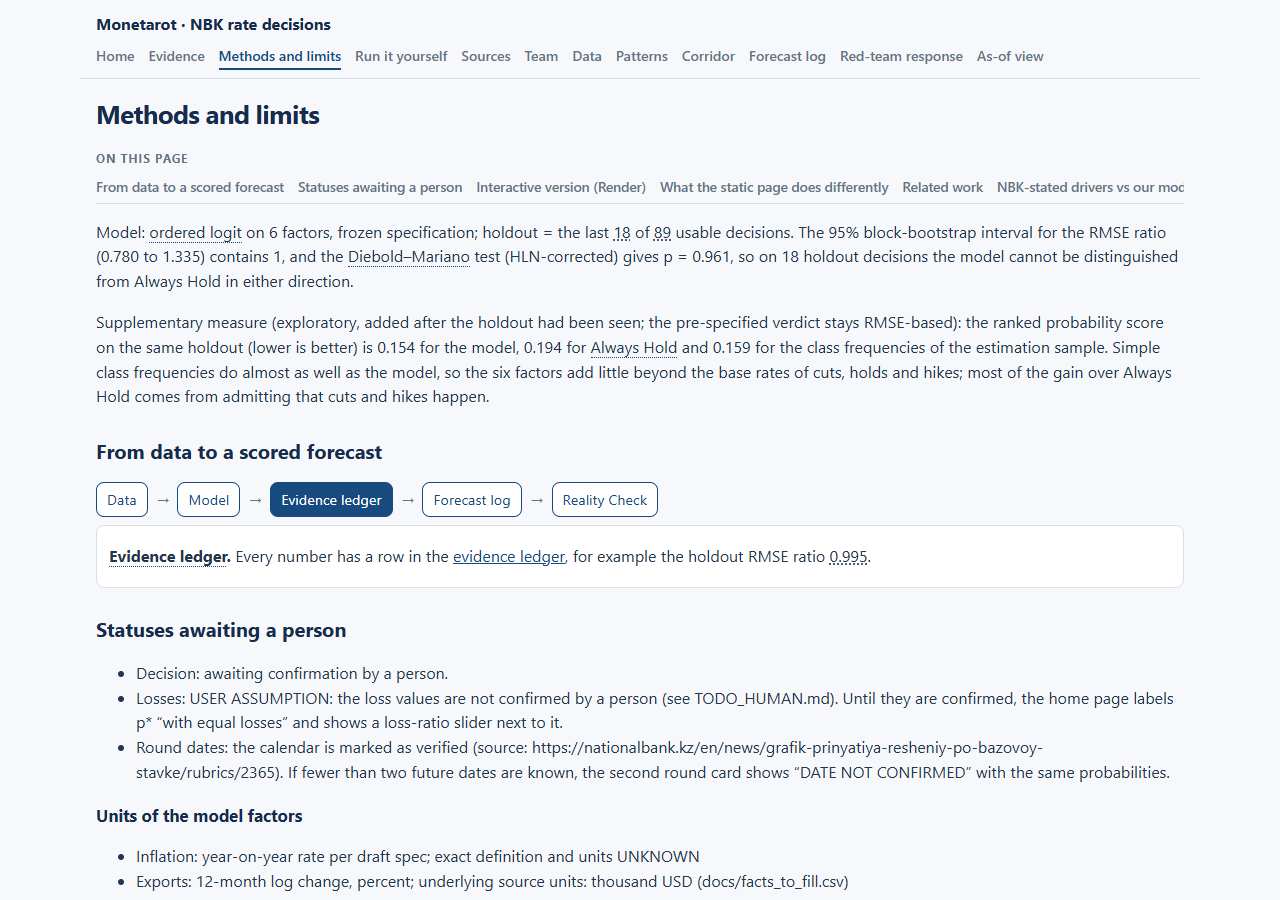 Monetarot · NBK rate decisions
Home Evidence Methods and limits Run it yourself Sources Team Data Patterns Corridor Forecast log Red-team response As-of view
Methods and limits
ON THIS PAGE
From data to a scored forecast Statuses awaiting a person Interactive version (Render) What the static page does differently Related work NBK-stated drivers vs our
Model: ordered logit on 6 factors, frozen specification; holdout = the last 18 of 89 usable decisions. The 95% block-bootstrap interval for the RMSE ratio
(0.780 to 1.335) contains 1, and the Diebold–Mariano test (HLN-corrected) gives p = 0.961, so on 18 holdout decisions the model cannot be distinguished
from Always Hold in either direction.
Supplementary measure (exploratory, added after the holdout had been seen; the pre-specified verdict stays RMSE-based): the ranked probability score
on the same holdout (lower is better) is 0.154 for the model, 0.194 for Always Hold and 0.159 for the class frequencies of the estimation sample. Simple
class frequencies do almost as well as the model, so the six factors add little beyond the base rates of cuts, holds and hikes; most of the gain over Always
Hold comes from admitting that cuts and hikes happen.
From data to a scored forecast
Data → Model → Evidence ledger → Forecast log → Reality Check
Evidence ledger. Every number has a row in the evidence ledger, for example the holdout RMSE ratio 0.995.
Statuses awaiting a person
• Decision: awaiting confirmation by a person.
• Losses: USER ASSUMPTION: the loss values are not confirmed by a person (see TODO_HUMAN.md). Until they are confirmed, the home page labels
p* “with equal losses” and shows a loss-ratio slider next to it.
• Round dates: the calendar is marked as verified (source: https://nationalbank.kz/en/news/grafik-prinyatiya-resheniy-po-bazovoy-
stavke/rubrics/2365). If fewer than two future dates are known, the second round card shows “DATE NOT CONFIRMED” with the same probabilities.
Units of the model factors
• Inflation: year-on-year rate per draft spec; exact definition and units UNKNOWN
• Exports: 12-month log change, percent; underlying source units: thousand USD (docs/facts_to_fill.csv)